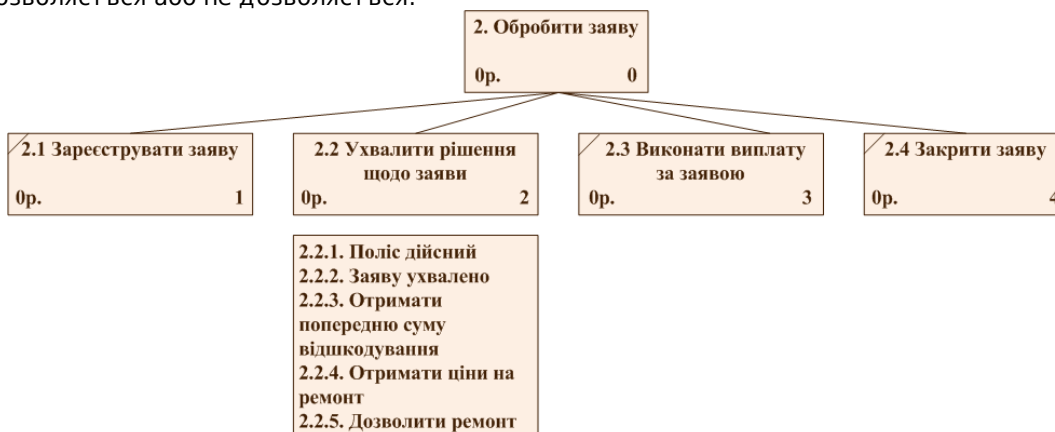 дозволяється або не дозволяється.
2. Обробити заяву
0р. 0
2.1 Зареєструвати заяву
0р. 1
2.2 Ухвалити рішення
щодо заяви
0р. 2
2.3 Виконати виплату
за заявою
0р. 3
2.4 Закрити заяву
0р. 4
2.2.1. Поліс дійсний
2.2.2. Заяву ухвалено
2.2.3. Отримати
попередню суму
відшкодування
2.2.4. Отримати ціни на
ремонт
2.2.5. Дозволити ремонт